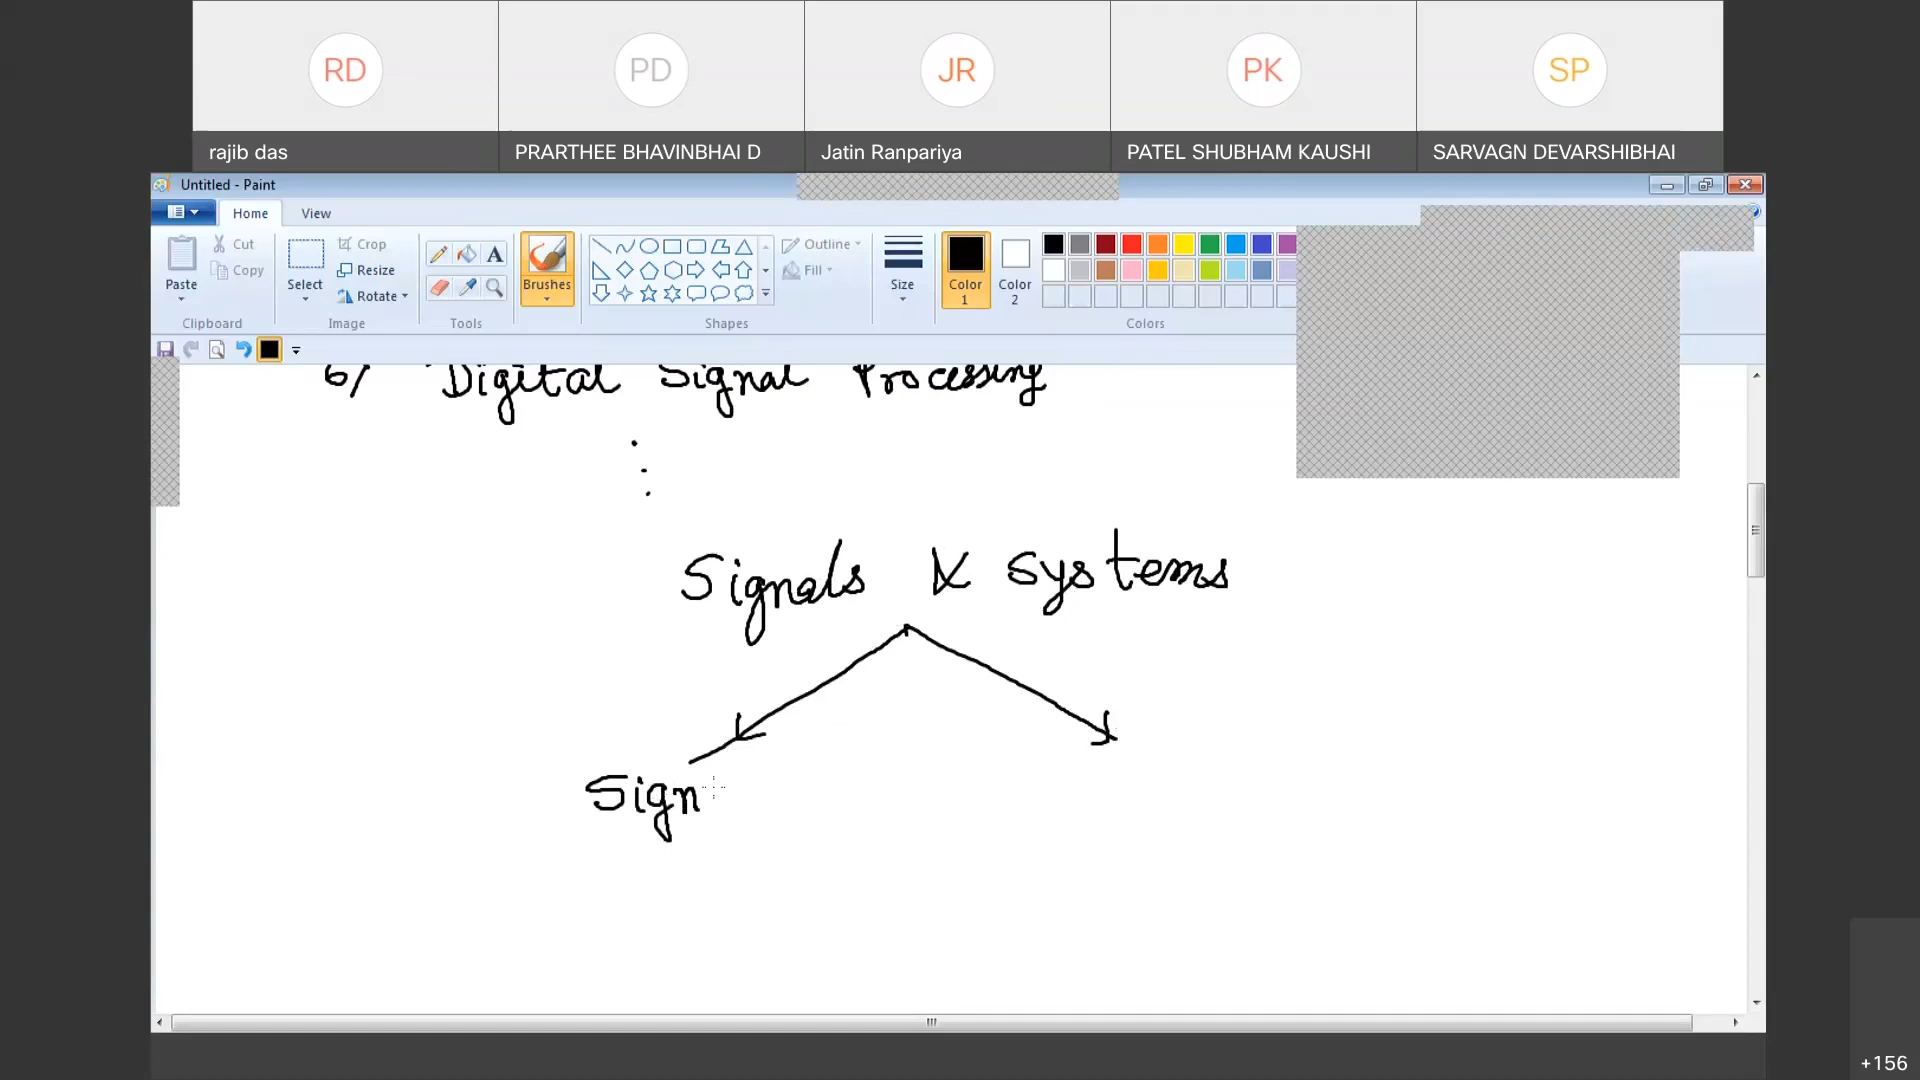 RD PD JR PK SP
rajib das PRARTHEE BHAVINBHAI D Jatin Ranpariya PATEL SHUBHAM KAUSHI SARVAGN DEVARSHIBHAI
Untitled - Paint
Home View
Cut Crop Outline
Copy Resize Fill
Paste Select Rotate Brushes Size Color 1 Color 2
Clipboard Image Tools Shapes Colors
6) Digital Signal Processing
Signals & Systems
Sign
+156